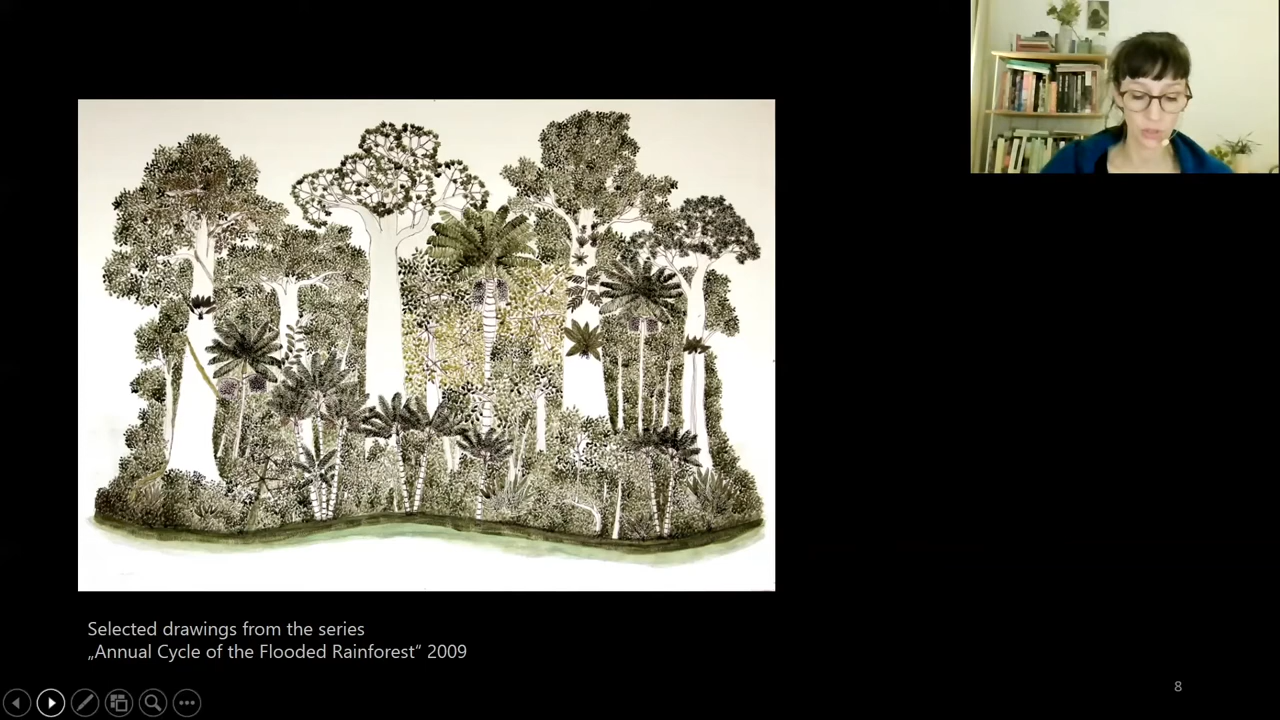 Selected drawings from the series
„Annual Cycle of the Flooded Rainforest“ 2009
8